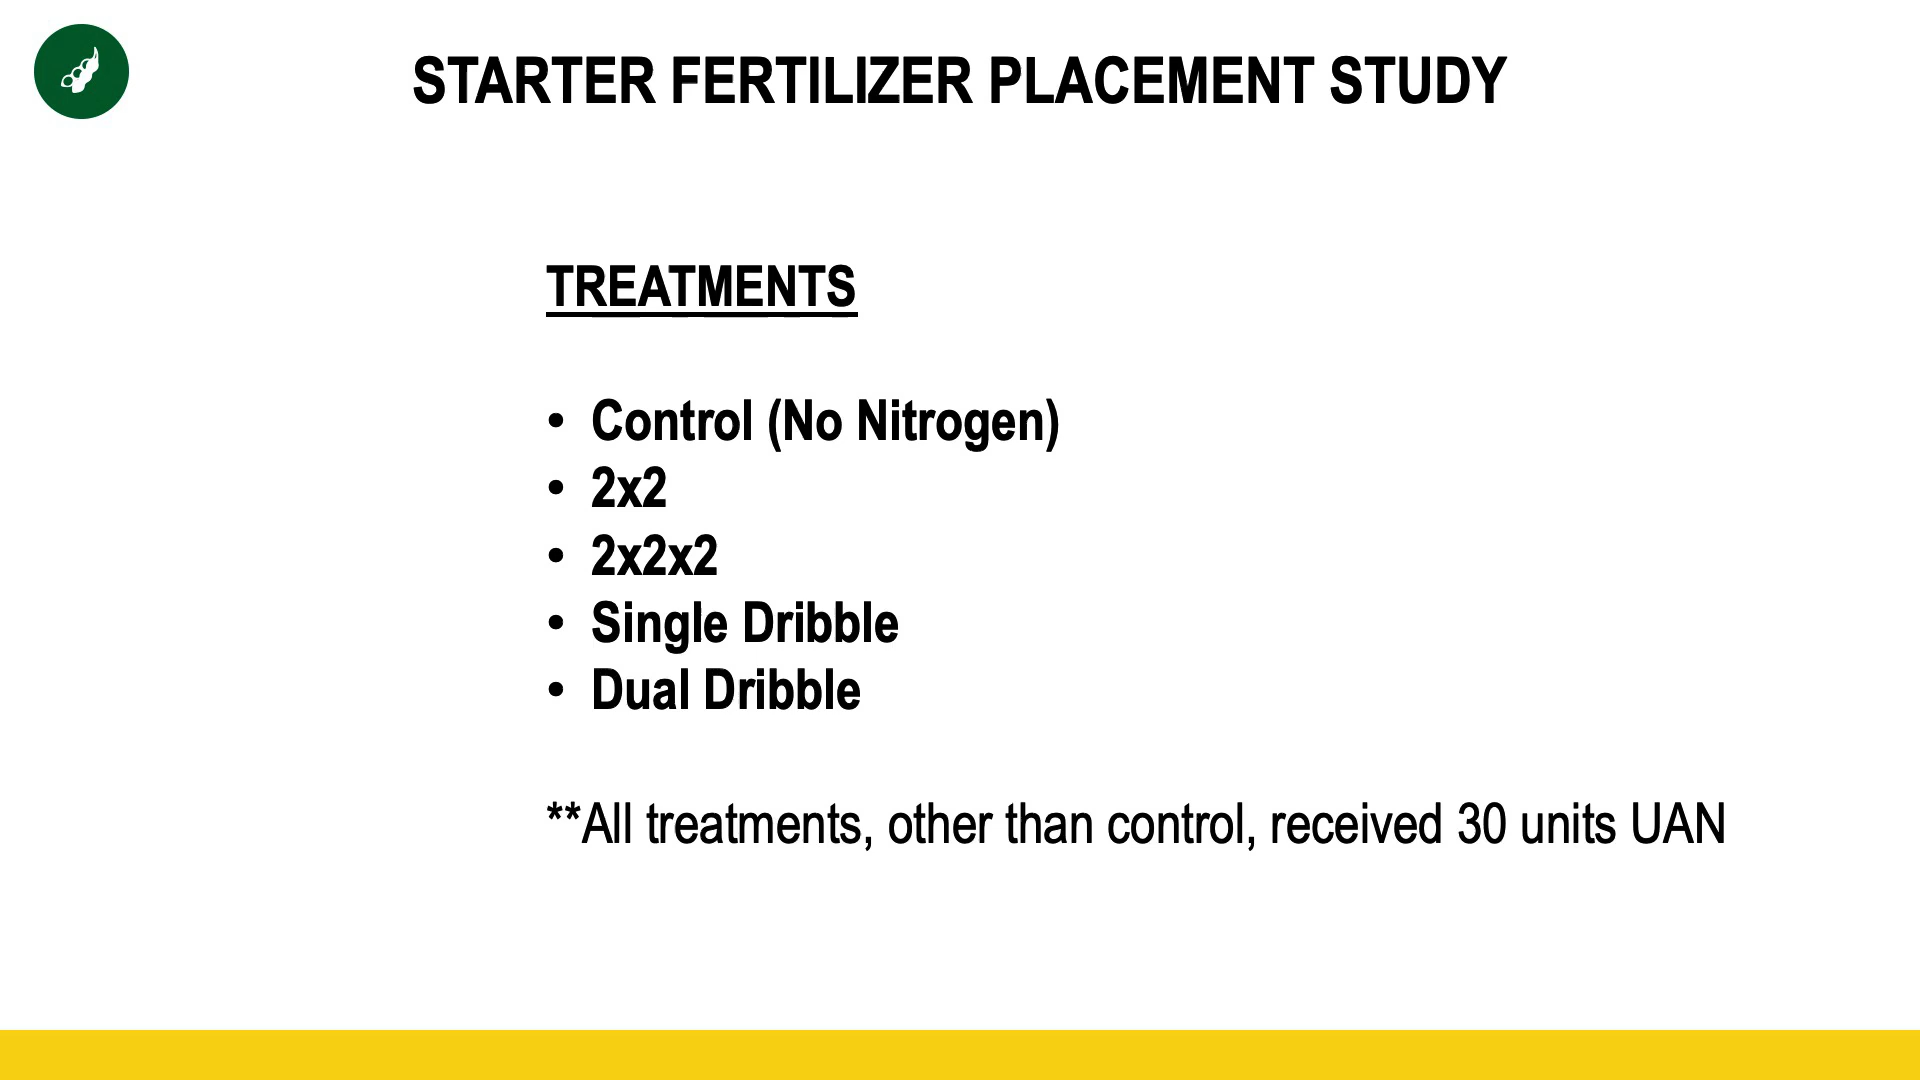 STARTER FERTILIZER PLACEMENT STUDY
TREATMENTS
• Control (No Nitrogen)
• 2x2
• 2x2x2
• Single Dribble
• Dual Dribble
**All treatments, other than control, received 30 units UAN